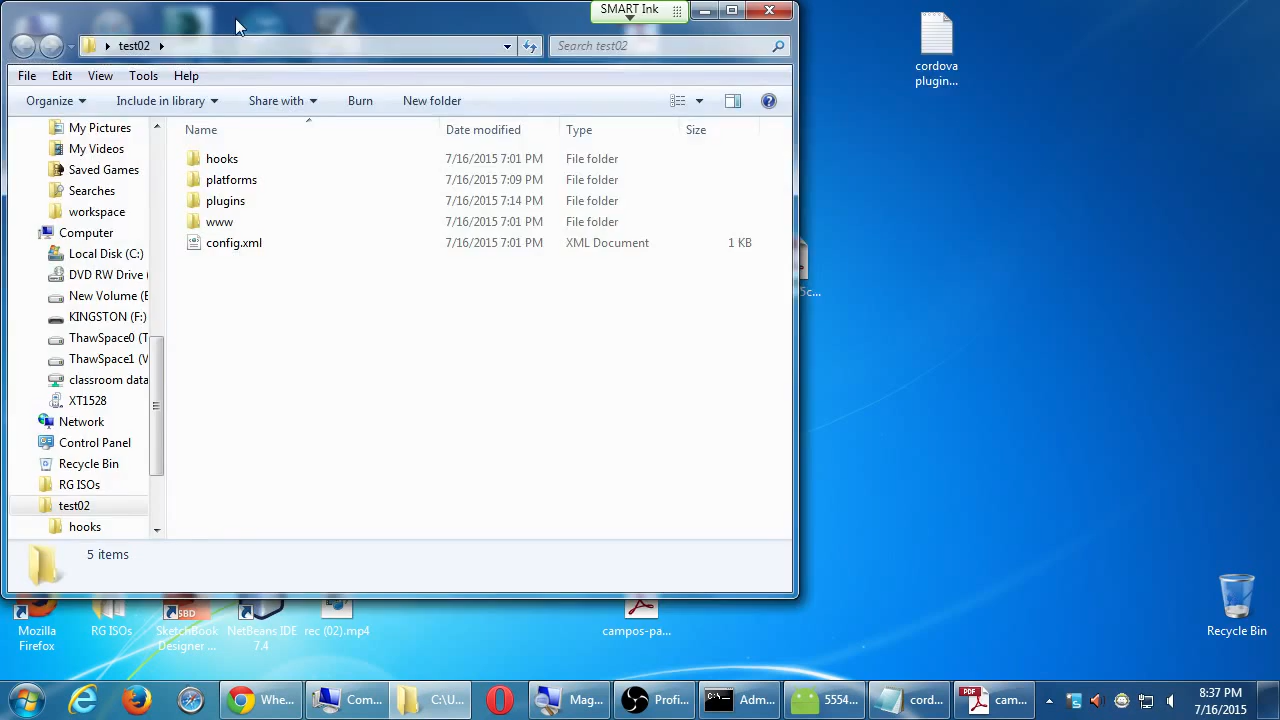 SMART Ink
test02
Search test02
File Edit View Tools Help
Organize Include in library Share with Burn New folder
Name Date modified Type Size
My Pictures
My Videos
Saved Games
Searches
workspace
Computer
Local Disk (C:)
DVD RW Drive (
New Volume (E
KINGSTON (F:)
ThawSpace0 (T
ThawSpace1 (V
classroom data
XT1528
Network
Control Panel
Recycle Bin
RG ISOs
test02
hooks
hooks 7/16/2015 7:01 PM File folder
platforms 7/16/2015 7:09 PM File folder
plugins 7/16/2015 7:14 PM File folder
www 7/16/2015 7:01 PM File folder
config.xml 7/16/2015 7:01 PM XML Document 1 KB
5 items
cordova
plugin...
5c...
Mozilla
Firefox
RG ISOs
SBD
SketchBook
Designer ...
NetBeans IDE
7.4
rec (02).mp4
campos-pa...
Recycle Bin
Whe...
Com...
C:\U...
Mag...
Profi...
C:\
Adm...
5554...
cord...
PDF
cam...
8:37 PM
7/16/2015